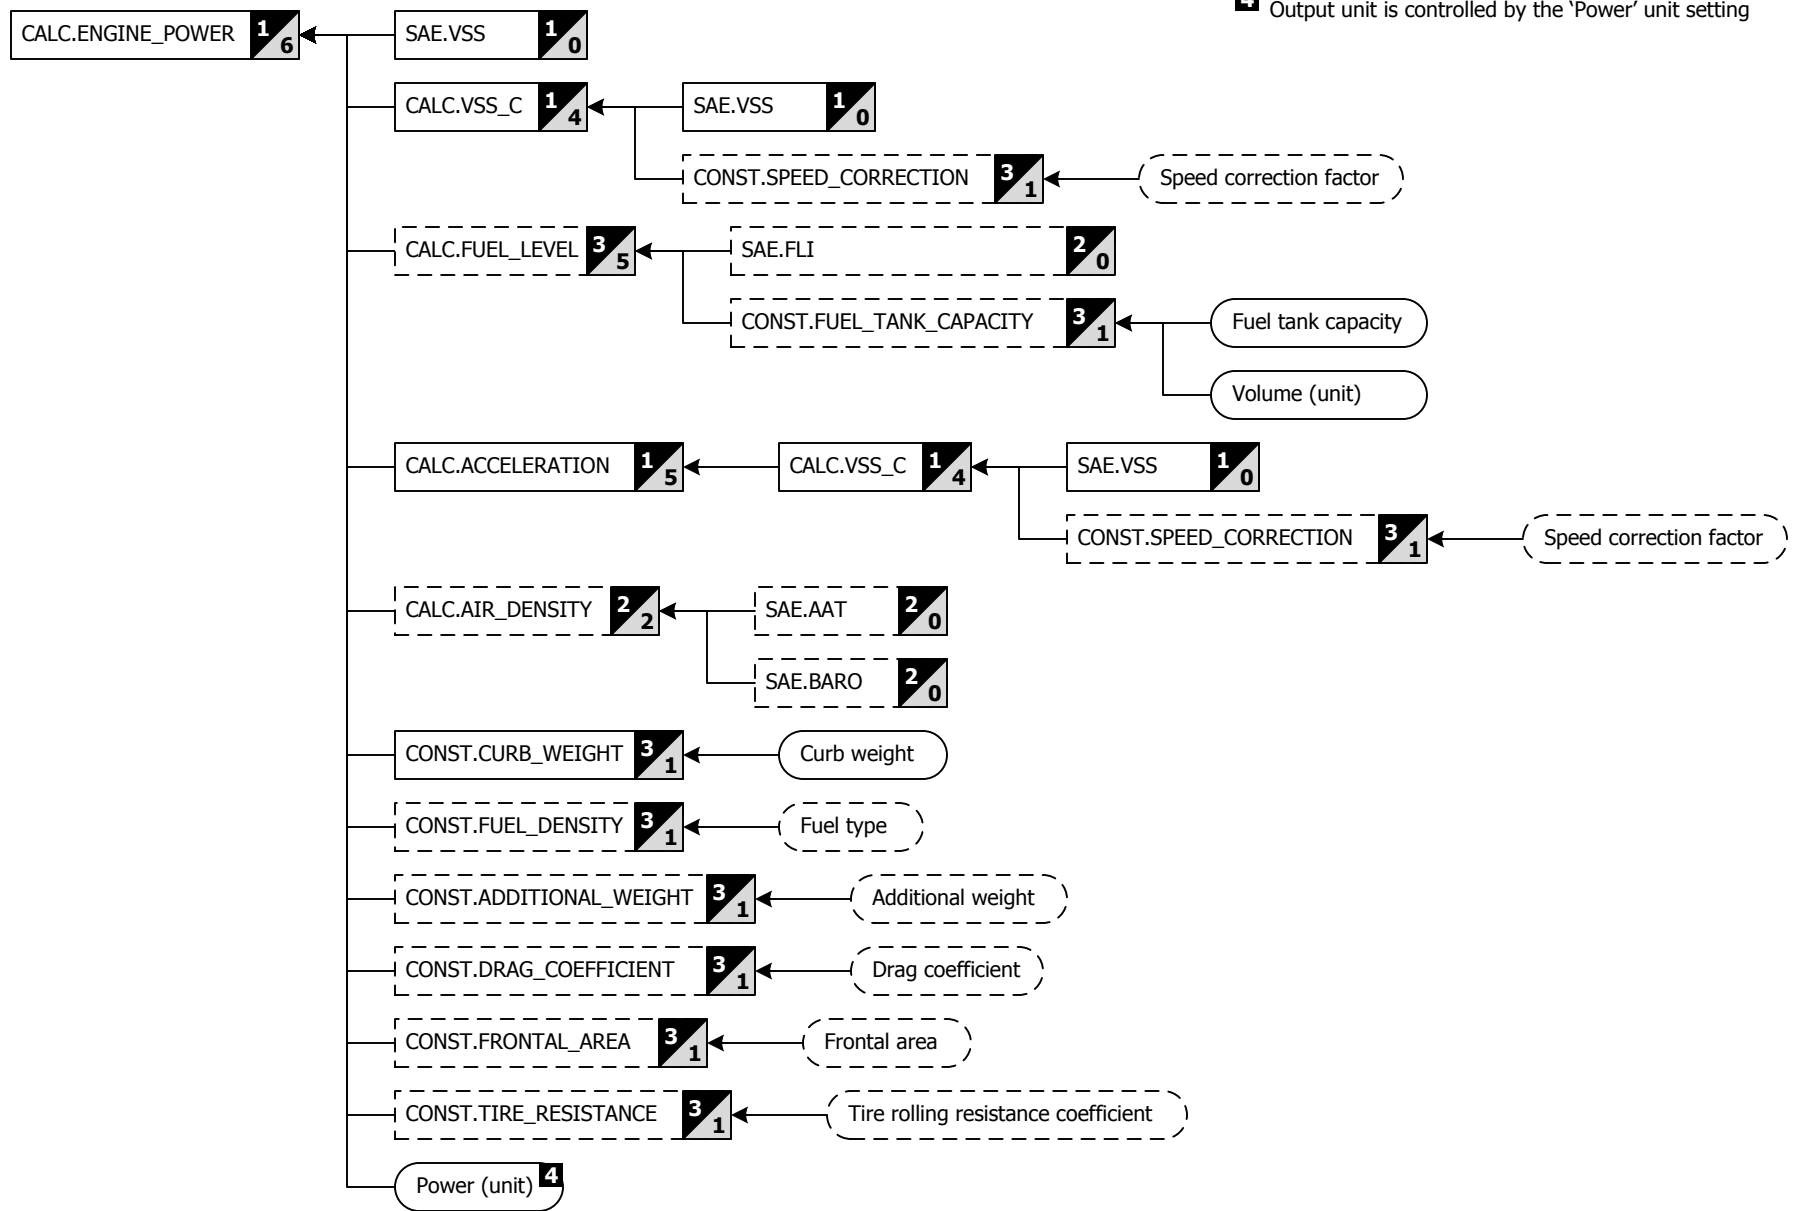 4 Output unit is controlled by the ‘Power’ unit setting
CALC.ENGINE_POWER 1 6 SAE.VSS 1 0
CALC.VSS_C 1 4 SAE.VSS 1 0
CONST.SPEED_CORRECTION 3 1 Speed correction factor
CALC.FUEL_LEVEL 3 5 SAE.FLI 2 0
CONST.FUEL_TANK_CAPACITY 3 1 Fuel tank capacity
Volume (unit)
CALC.ACCELERATION 1 5 CALC.VSS_C 1 4 SAE.VSS 1 0
CONST.SPEED_CORRECTION 3 1 Speed correction factor
CALC.AIR_DENSITY 2 2 SAE.AAT 2 0
SAE.BARO 2 0
CONST.CURB_WEIGHT 3 1 Curb weight
CONST.FUEL_DENSITY 3 1 Fuel type
CONST.ADDITIONAL_WEIGHT 3 1 Additional weight
CONST.DRAG_COEFFICIENT 3 1 Drag coefficient
CONST.FRONTAL_AREA 3 1 Frontal area
CONST.TIRE_RESISTANCE 3 1 Tire rolling resistance coefficient
Power (unit) 4